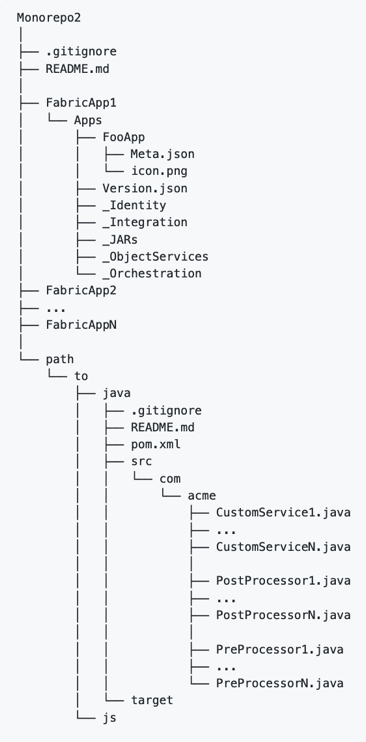 Monorepo2
│
├── .gitignore
├── README.md
│
├── FabricApp1
│   └── Apps
│       ├── FooApp
│       │   ├── Meta.json
│       │   └── icon.png
│       ├── Version.json
│       ├── _Identity
│       ├── _Integration
│       ├── _JARs
│       ├── _ObjectServices
│       └── _Orchestration
├── FabricApp2
├── ...
├── FabricAppN
│
└── path
    └── to
        ├── java
        │   ├── .gitignore
        │   ├── README.md
        │   ├── pom.xml
        │   ├── src
        │   │   └── com
        │   │       └── acme
        │   │           ├── CustomService1.java
        │   │           ├── ...
        │   │           ├── CustomServiceN.java
        │   │           │
        │   │           ├── PostProcessor1.java
        │   │           ├── ...
        │   │           ├── PostProcessorN.java
        │   │           │
        │   │           ├── PreProcessor1.java
        │   │           ├── ...
        │   │           └── PreProcessorN.java
        │   └── target
        └── js